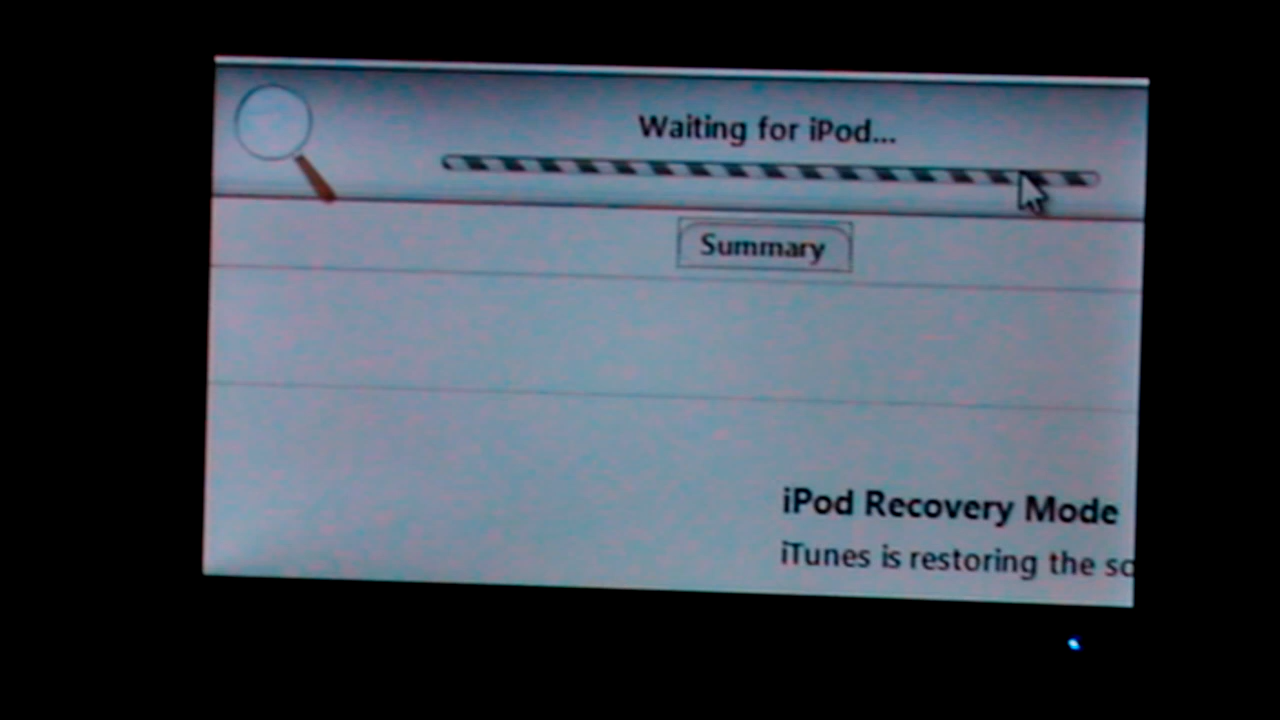 Waiting for iPod...
Summary
iPod Recovery Mode
iTunes is restoring the